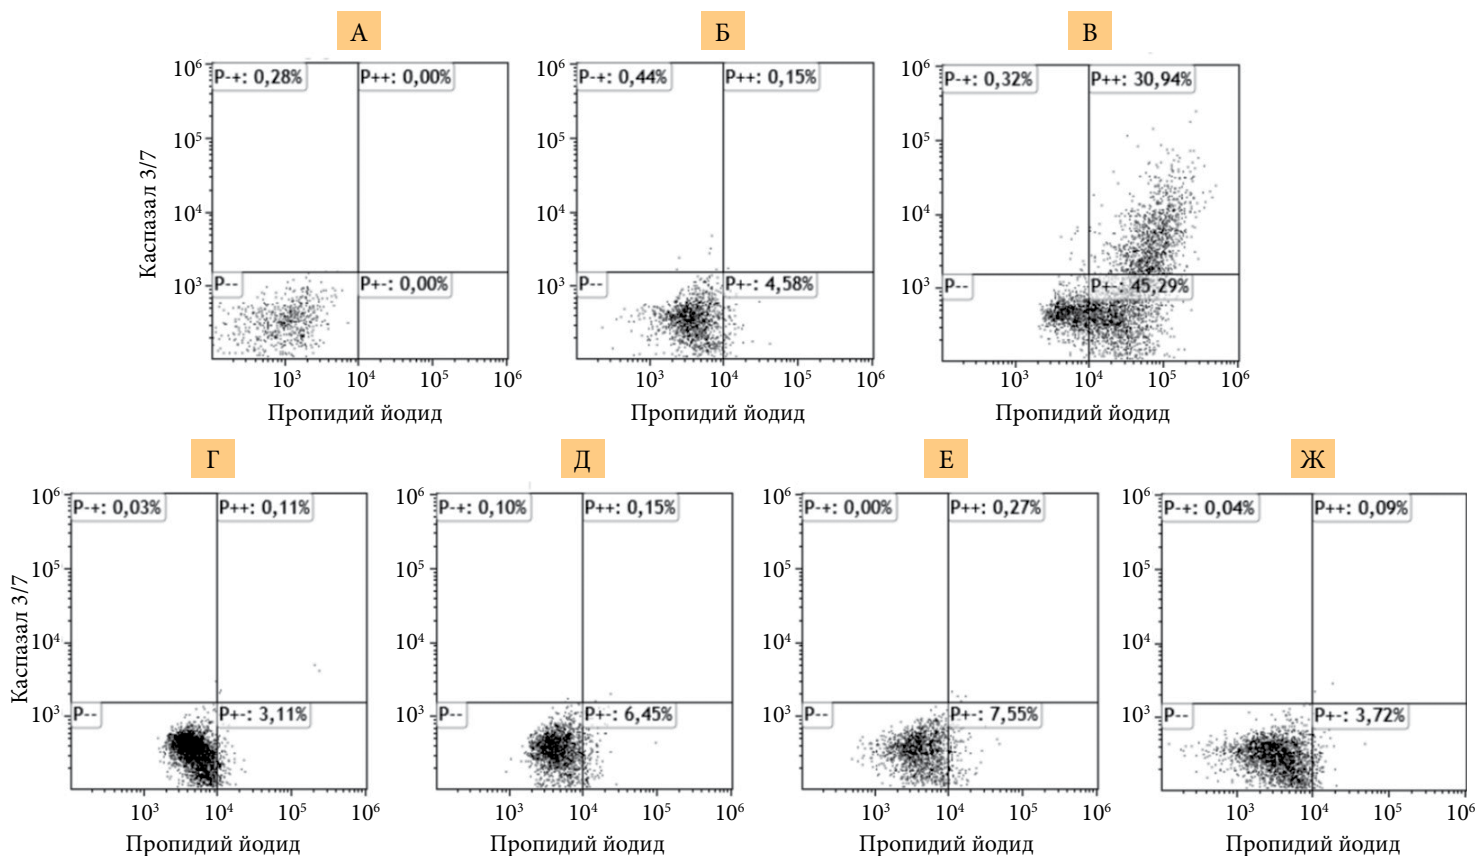 А
Б
В
10⁶
P-+: 0,28%
P++: 0,00%
10⁵
10⁴
10³
P--
P+-: 0,00%
10³
10⁴
10⁵
10⁶
Каспазал 3/7
Пропидий йодид
10⁶
P-+: 0,44%
P++: 0,15%
10⁵
10⁴
10³
P--
P+-: 4,58%
10³
10⁴
10⁵
10⁶
Пропидий йодид
10⁶
P-+: 0,32%
P++: 30,94%
10⁵
10⁴
10³
P--
P+-: 45,29%
10³
10⁴
10⁵
10⁶
Пропидий йодид
Г
Д
Е
Ж
10⁶
P-+: 0,03%
P++: 0,11%
10⁵
10⁴
10³
P--
P+-: 3,11%
10³
10⁴
10⁵
10⁶
Каспазал 3/7
Пропидий йодид
10⁶
P-+: 0,10%
P++: 0,15%
10⁵
10⁴
10³
P--
P+-: 6,45%
10³
10⁴
10⁵
10⁶
Пропидий йодид
10⁶
P-+: 0,00%
P++: 0,27%
10⁵
10⁴
10³
P--
P+-: 7,55%
10³
10⁴
10⁵
10⁶
Пропидий йодид
10⁶
P-+: 0,04%
P++: 0,09%
10⁵
10⁴
10³
P--
P+-: 3,72%
10³
10⁴
10⁵
10⁶
Пропидий йодид